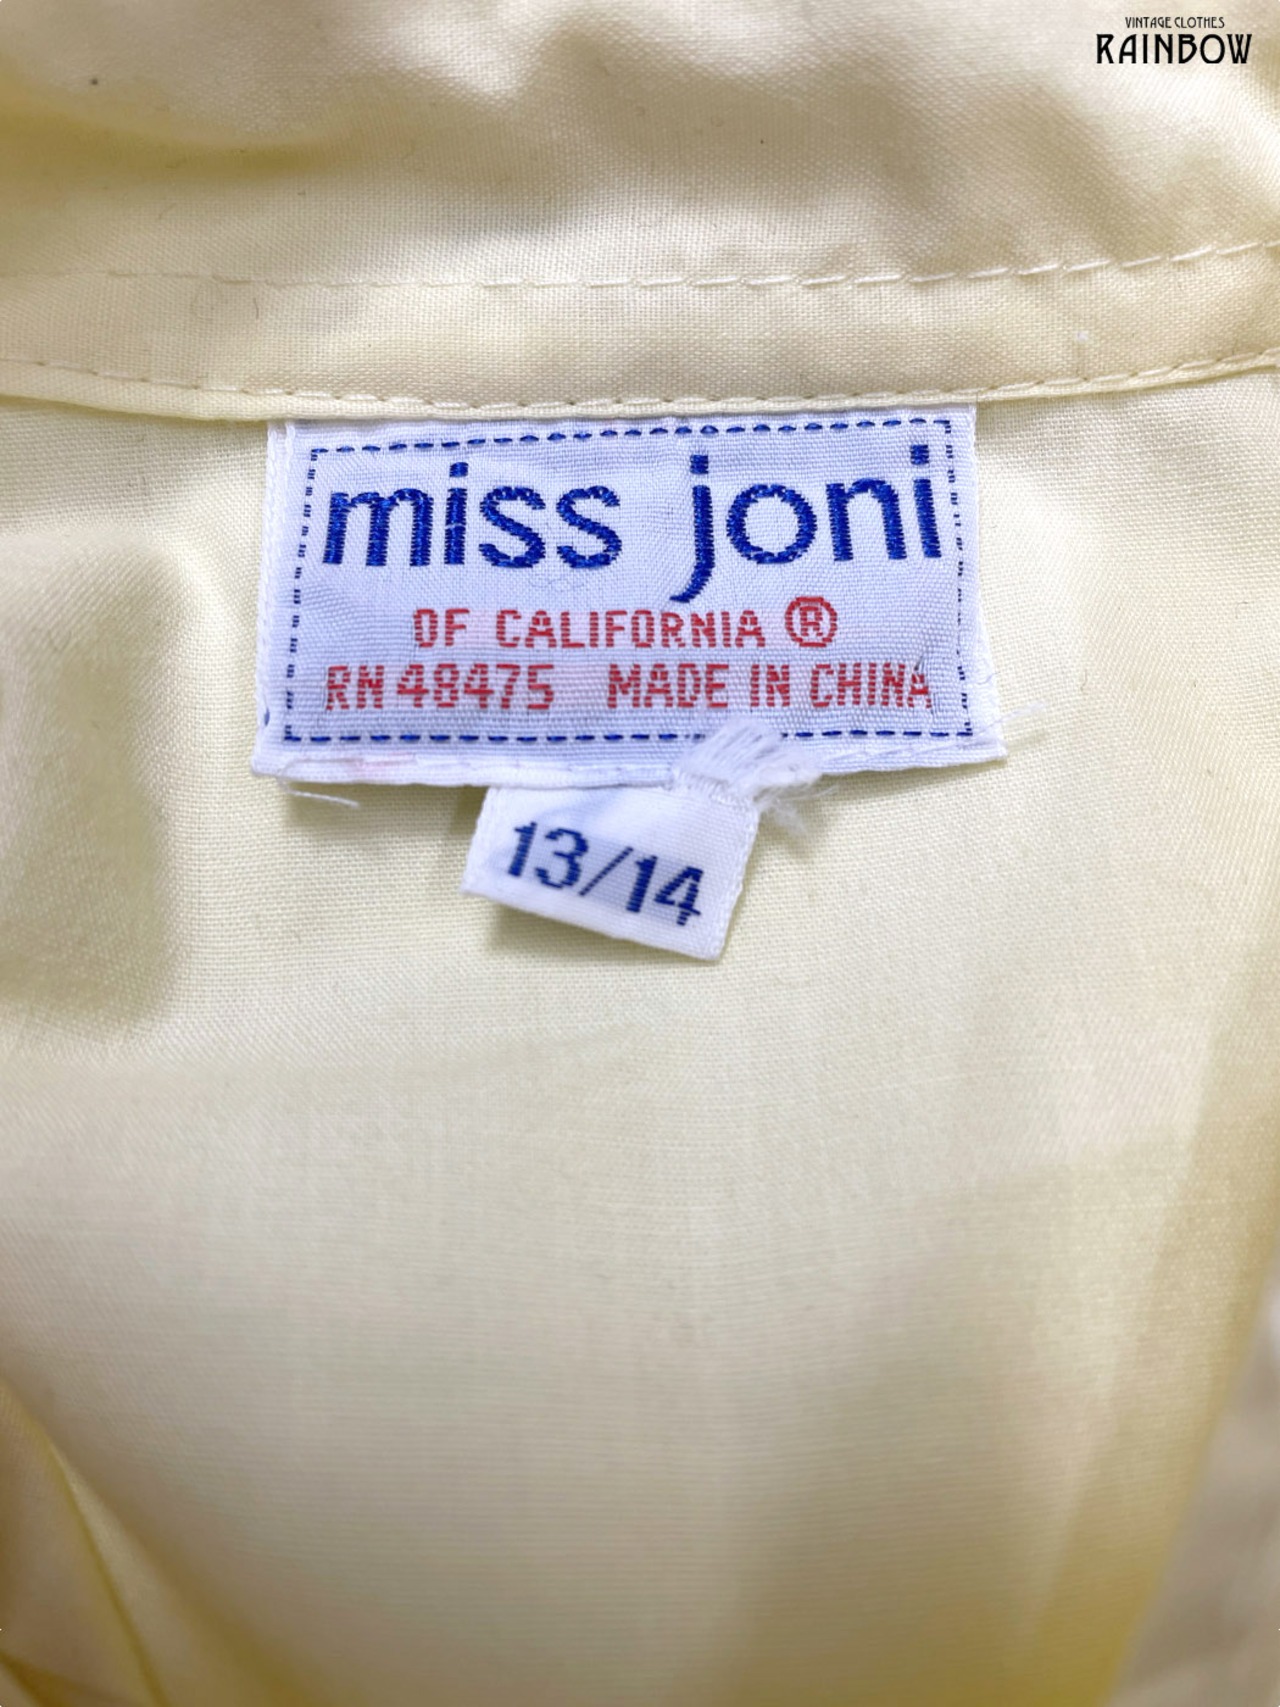 VINTAGE CLOTHES
RAINBOW
miss joni
OF CALIFORNIA ®
RN 48475 MADE IN CHINA
13/14